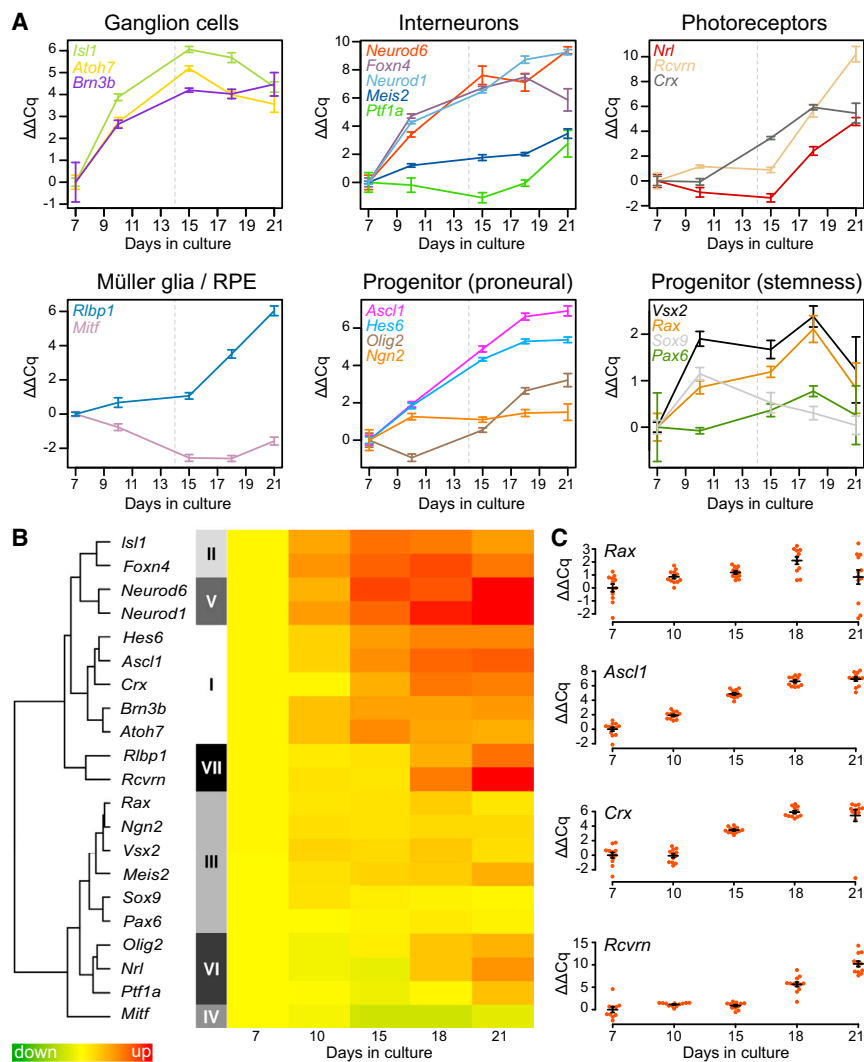 A
Ganglion cells
Isl1
Atoh7
Brn3b
ΔΔCq
6
5
4
3
2
1
0
-1
7 9 11 13 15 17 19 21
Days in culture
Interneurons
Neurod6
Foxn4
Neurod1
Meis2
Ptf1a
ΔΔCq
10
8
6
4
2
0
7 9 11 13 15 17 19 21
Days in culture
Photoreceptors
Nrl
Rcvrn
Crx
ΔΔCq
10
8
6
4
2
0
-2
7 9 11 13 15 17 19 21
Days in culture
Müller glia / RPE
Rlbp1
Mitf
ΔΔCq
6
4
2
0
-2
7 9 11 13 15 17 19 21
Days in culture
Progenitor (proneural)
Ascl1
Hes6
Olig2
Ngn2
ΔΔCq
6
4
2
0
7 9 11 13 15 17 19 21
Days in culture
Progenitor (stemness)
Vsx2
Rax
Sox9
Pax6
ΔΔCq
2
1
0
7 9 11 13 15 17 19 21
Days in culture
B
Isl1
Foxn4
Neurod6
Neurod1
Hes6
Ascl1
Crx
Brn3b
Atoh7
Rlbp1
Rcvrn
Rax
Ngn2
Vsx2
Meis2
Sox9
Pax6
Olig2
Nrl
Ptf1a
Mitf
II
V
I
VII
III
VI
IV
7 10 15 18 21
Days in culture
down up
C
Rax
ΔΔCq
3
2
1
0
-1
-2
7 10 15 18 21
Ascl1
ΔΔCq
8
6
4
2
0
-2
7 10 15 18 21
Crx
ΔΔCq
6
4
2
0
-2
7 10 15 18 21
Rcvrn
ΔΔCq
15
10
5
0
7 10 15 18 21
Days in culture